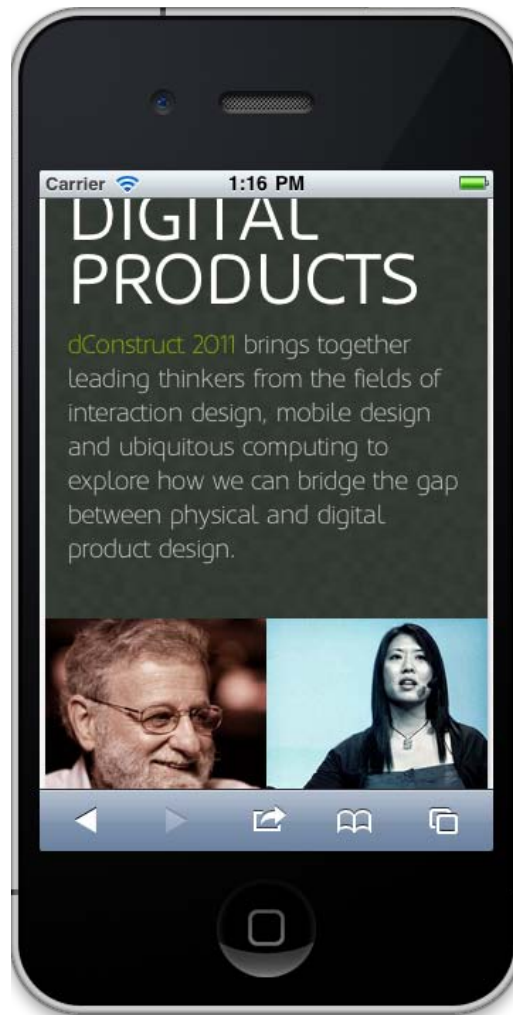 Carrier 1:16 PM
DIGITAL
PRODUCTS
dConstruct 2011 brings together
leading thinkers from the fields of
interaction design, mobile design
and ubiquitous computing to
explore how we can bridge the gap
between physical and digital
product design.